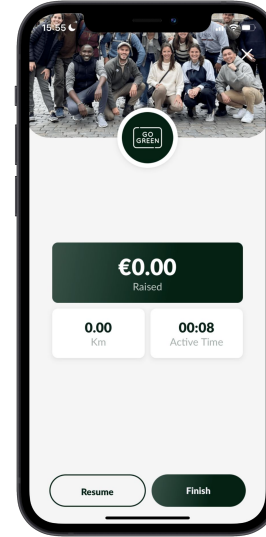 15:55
GO
GREEN
€0.00
Raised
0.00
Km
00:08
Active Time
Resume
Finish